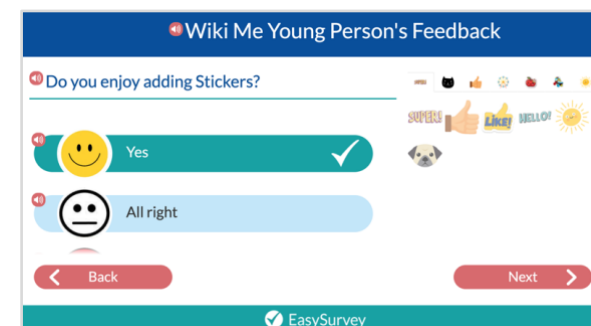 Wiki Me Young Person's Feedback
Do you enjoy adding Stickers?
SUPER!
LIKE!
HELLO!
Yes
All right
Back
Next
EasySurvey